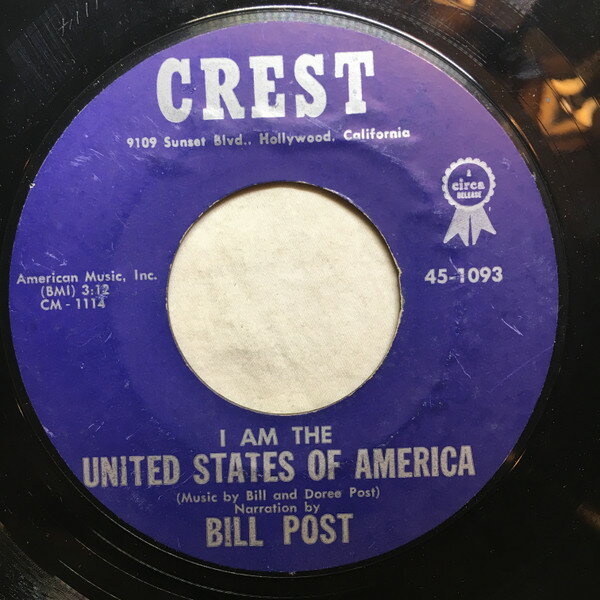 CREST
9109 Sunset Blvd., Hollywood, California
A
circa
RELEASE
American Music, Inc.
(BMI) 3:12
CM - 1114
45-1093
I AM THE
UNITED STATES OF AMERICA
(Music by Bill and Doree Post)
Narration by
BILL POST